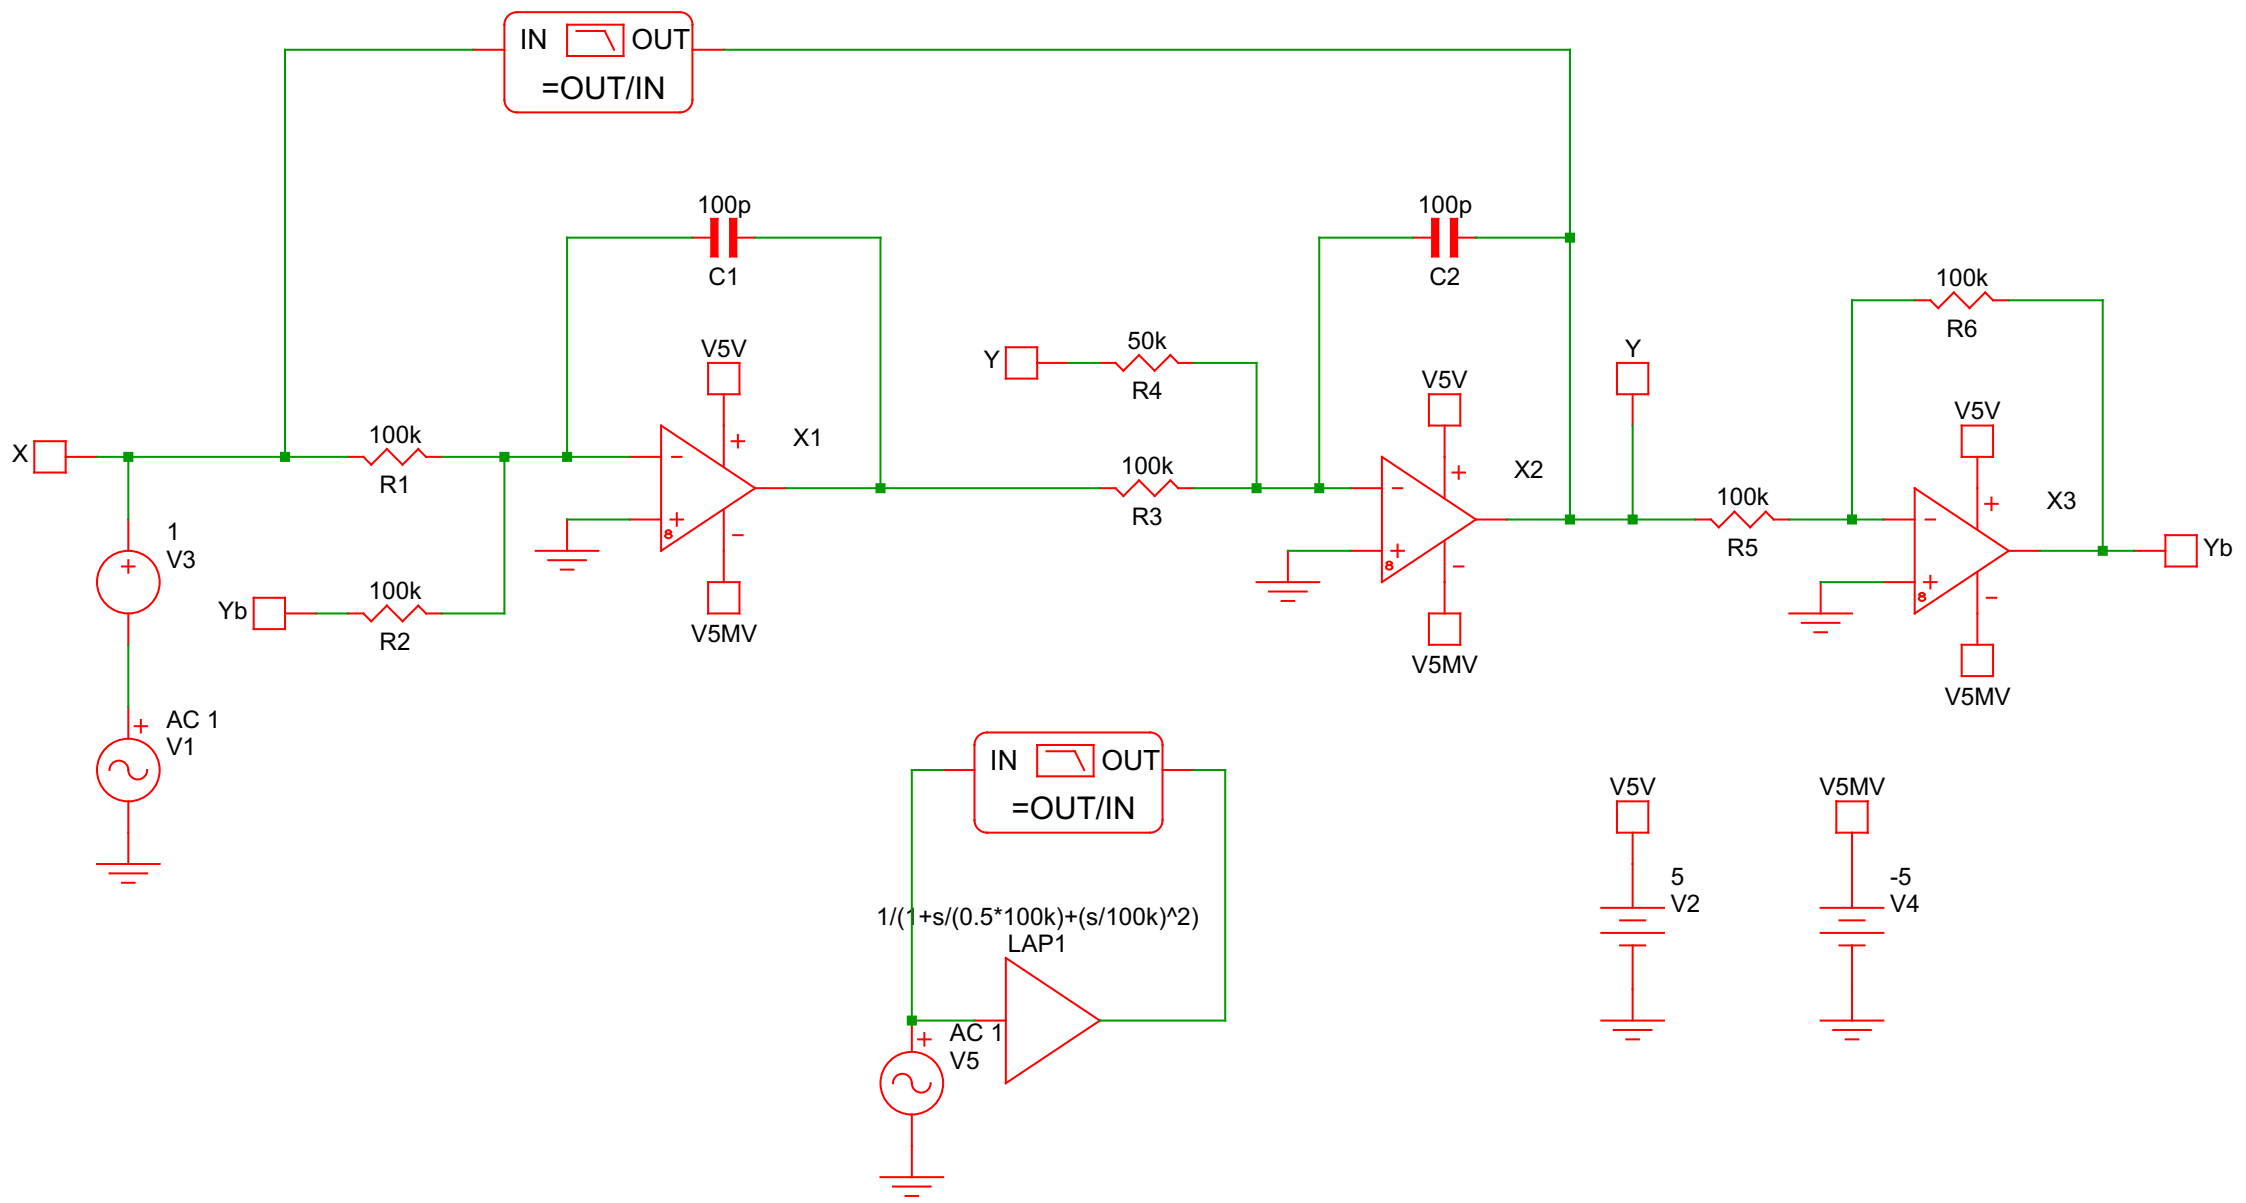 IN OUT
=OUT/IN
100p
C1
100p
C2
100k
R6
V5V
50k
Y
R4
Y
V5V
V5V
X
100k
R1
+
X1
−
+
8
−
100k
R3
+
X2
−
+
8
−
100k
R5
+
X3
−
+
8
−
Yb
1
V3
+
Yb
100k
R2
V5MV
V5MV
V5MV
AC 1
V1
+
IN OUT
=OUT/IN
V5V
V5MV
5
V2
-5
V4
1/(1+s/(0.5*100k)+(s/100k)^2)
LAP1
AC 1
V5
+